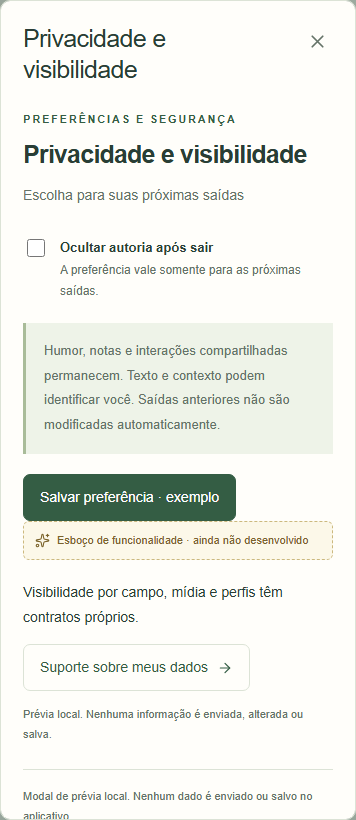 Privacidade e
visibilidade
PREFERÊNCIAS E SEGURANÇA
Privacidade e visibilidade
Escolha para suas próximas saídas
Ocultar autoria após sair
A preferência vale somente para as próximas
saídas.
Humor, notas e interações compartilhadas
permanecem. Texto e contexto podem
identificar você. Saídas anteriores não são
modificadas automaticamente.
Salvar preferência · exemplo
Esboço de funcionalidade · ainda não desenvolvido
Visibilidade por campo, mídia e perfis têm
contratos próprios.
Suporte sobre meus dados
Prévia local. Nenhuma informação é enviada, alterada ou
salva.
Modal de prévia local. Nenhum dado é enviado ou salvo no
aplicativo.